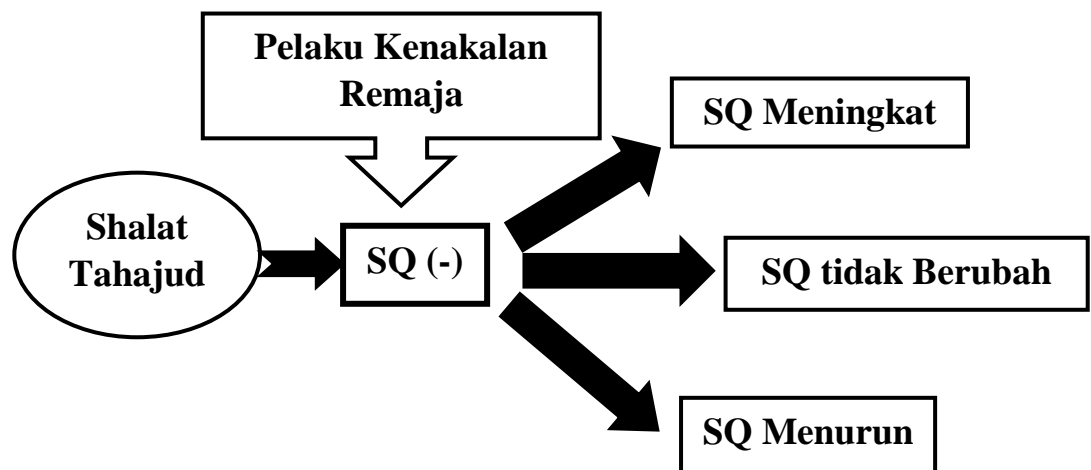 Pelaku Kenakalan
Remaja
SQ Meningkat
Shalat
Tahajud
SQ (-)
SQ tidak Berubah
SQ Menurun